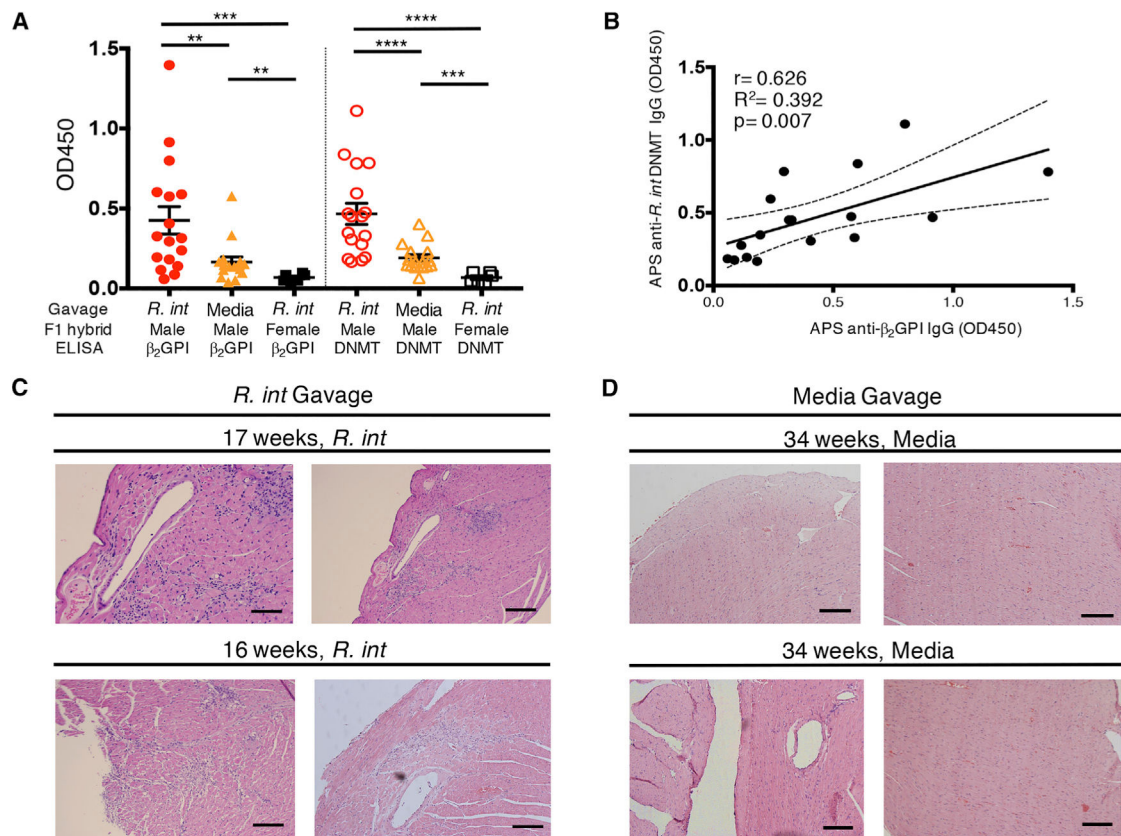 A
***
**
**
****
****
***
1.5
1.0
0.5
0.0
OD450
Gavage R. int Media R. int R. int Media R. int
F1 hybrid Male Male Female Male Male Female
ELISA β2GPI β2GPI β2GPI DNMT DNMT DNMT
B
r= 0.626
R2= 0.392
p= 0.007
APS anti-R. int DNMT IgG (OD450)
1.5
1.0
0.5
0.0
0.0 0.5 1.0 1.5
APS anti-β2GPI IgG (OD450)
C
R. int Gavage
17 weeks, R. int
16 weeks, R. int
D
Media Gavage
34 weeks, Media
34 weeks, Media